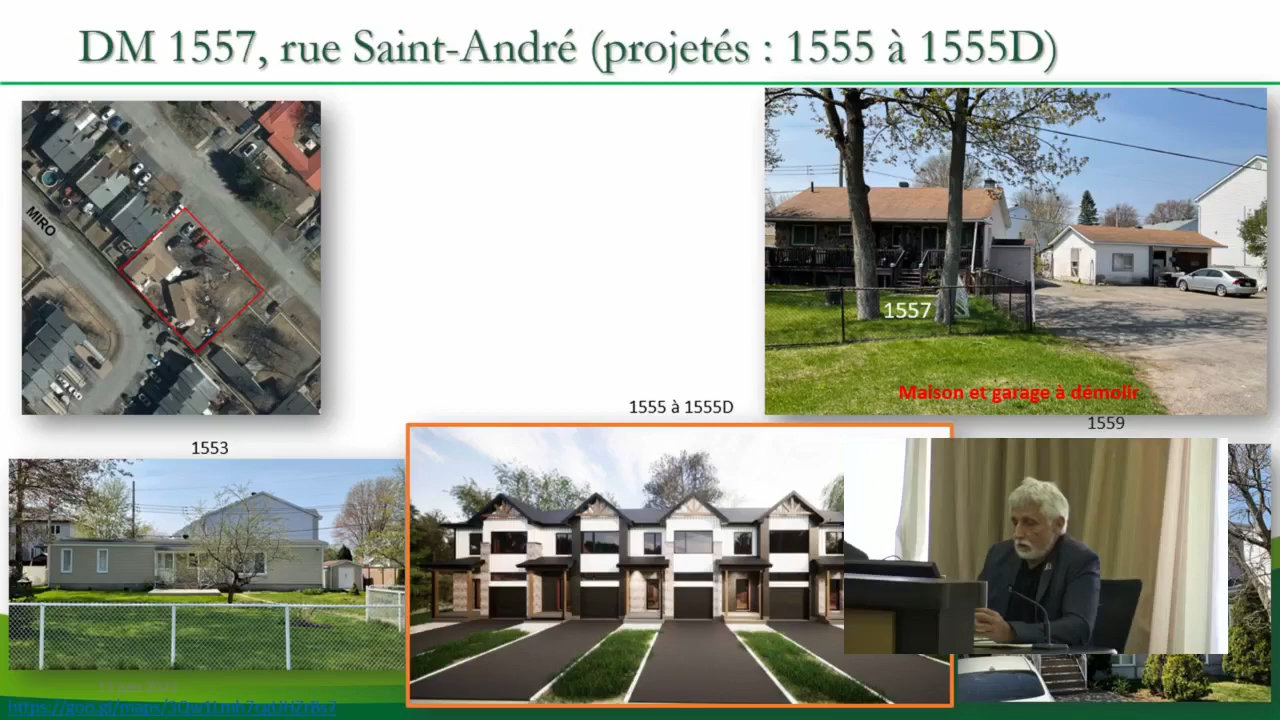 DM 1557, rue Saint-André (projetés : 1555 à 1555D)
MIRO
1557
Maison et garage à démolir
1555 à 1555D
1559
1553